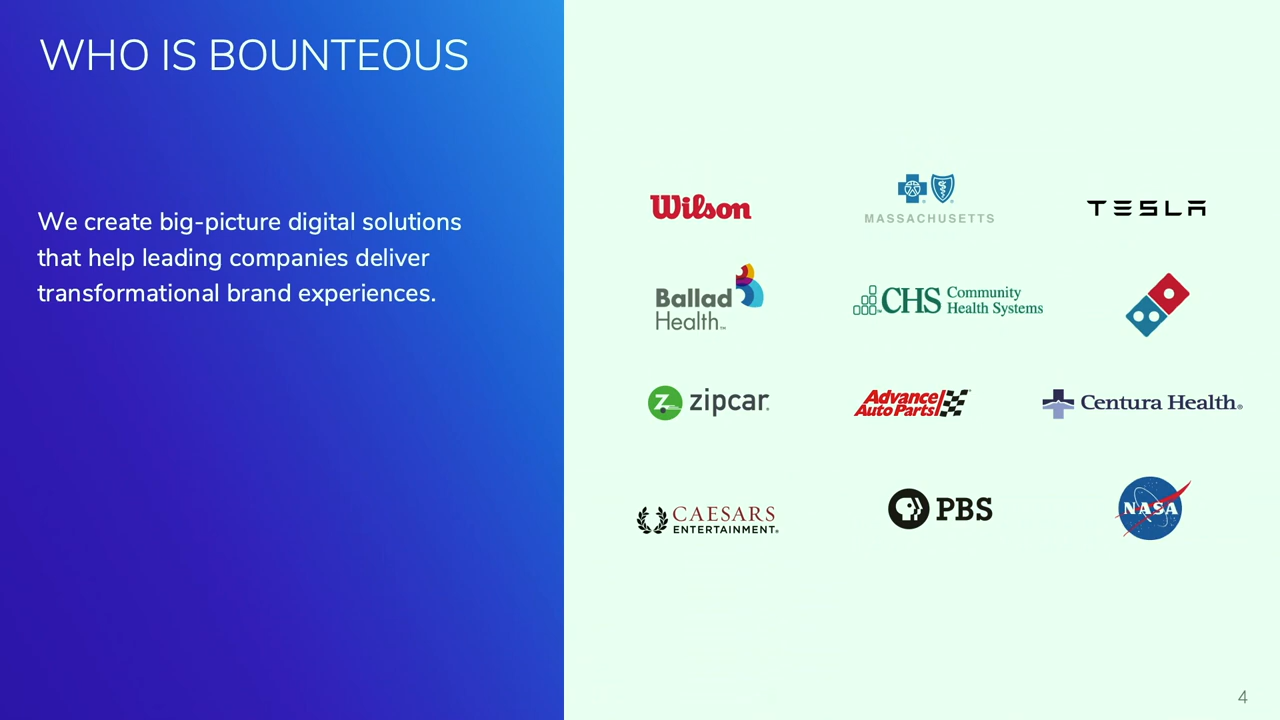 WHO IS BOUNTEOUS
We create big-picture digital solutions
that help leading companies deliver
transformational brand experiences.
Wilson
MASSACHUSETTS
TESLA
Ballad
Health™
CHS Community
Health Systems
zipcar.
Advance
Auto Parts
Centura Health®
CAESARS
ENTERTAINMENT®
PBS
NASA
4